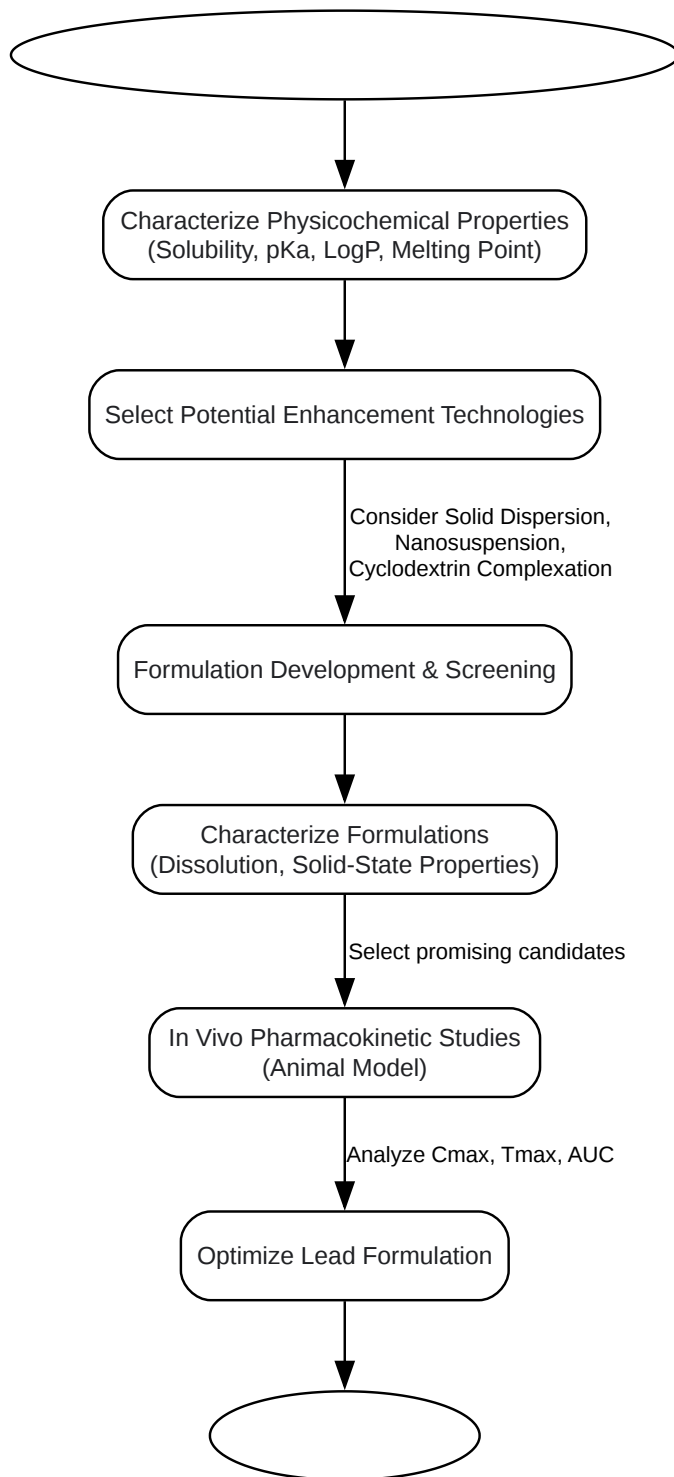 Characterize Physicochemical Properties
(Solubility, pKa, LogP, Melting Point)
Select Potential Enhancement Technologies
Consider Solid Dispersion,
Nanosuspension,
Cyclodextrin Complexation
Formulation Development & Screening
Characterize Formulations
(Dissolution, Solid-State Properties)
Select promising candidates
In Vivo Pharmacokinetic Studies
(Animal Model)
Analyze Cmax, Tmax, AUC
Optimize Lead Formulation